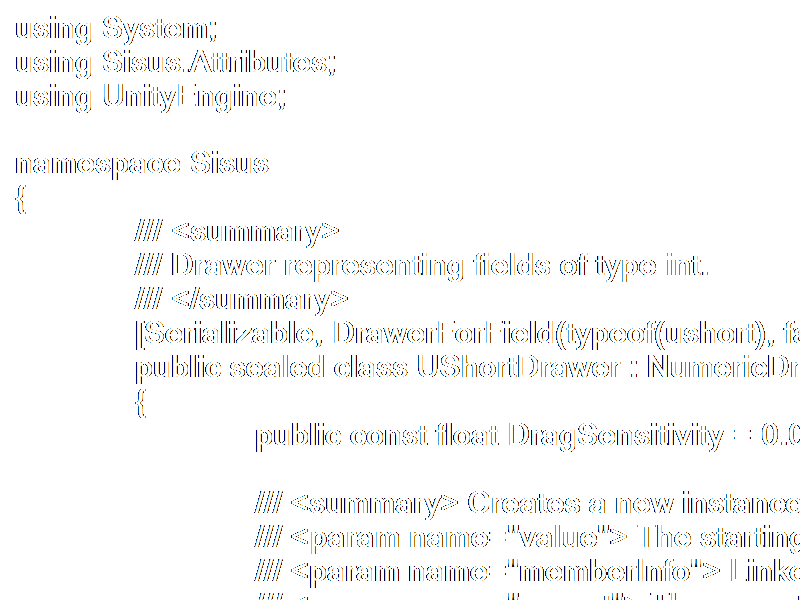 using System;
using Sisus.Attributes;
using UnityEngine;
namespace Sisus
{
/// <summary>
/// Drawer representing fields of type int.
/// </summary>
[Serializable, DrawerForField(typeof(ushort), fa
public sealed class UShortDrawer : NumericDr
{
public const float DragSensitivity = 0.0
/// <summary> Creates a new instance
/// <param name="value"> The starting
/// <param name="memberInfo"> Linke